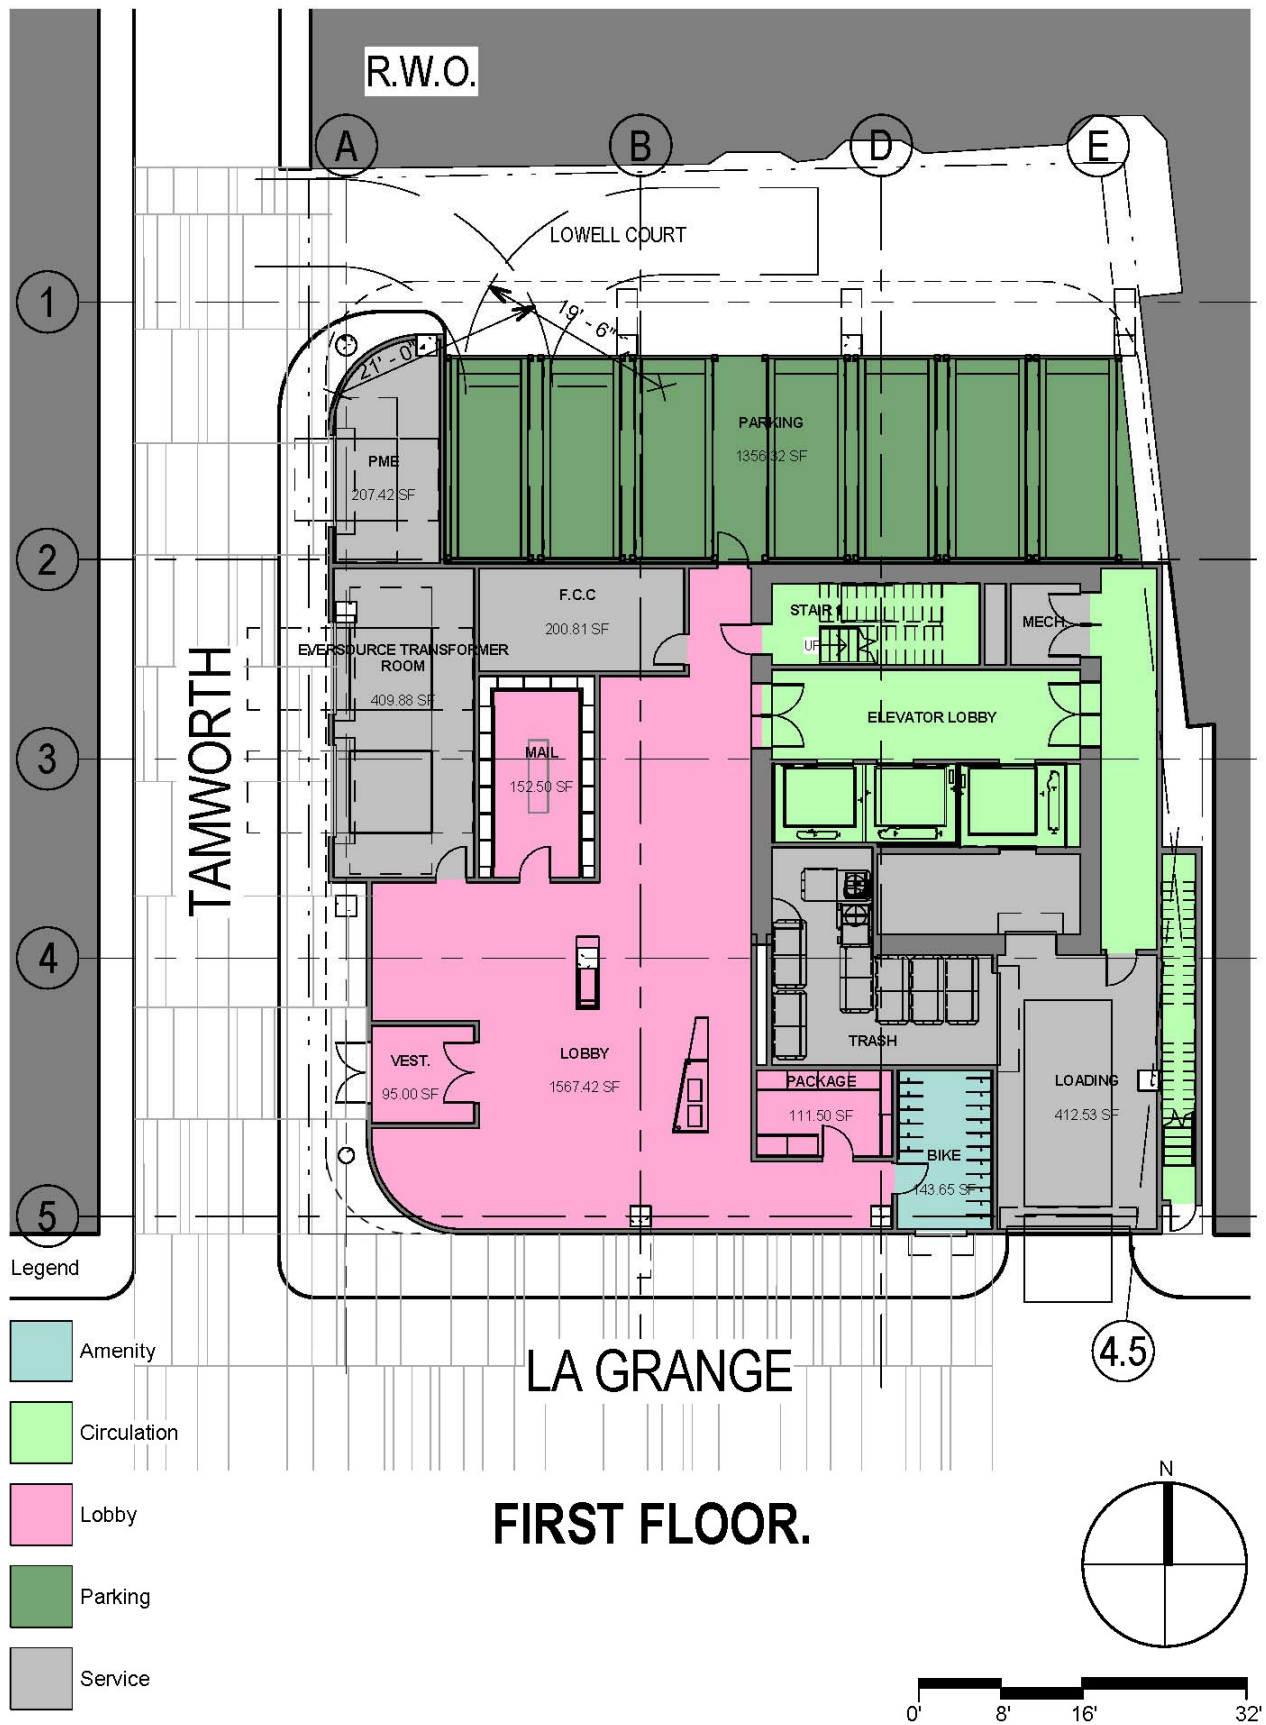 R.W.O.
A
B
D
E
LOWELL COURT
1
19' - 6"
21' - 0"
PARKING
1356.32 SF
PME
207.42 SF
2
F.C.C
200.81 SF
STAIR 1
UP
MECH.
EVERSOURCE TRANSFORMER
ROOM
409.88 SF
TAMWORTH
ELEVATOR LOBBY
3
MAIL
152.50 SF
4
TRASH
VEST.
95.00 SF
LOBBY
1567.42 SF
PACKAGE
111.50 SF
LOADING
412.53 SF
BIKE
143.65 SF
5
Legend
Amenity
Circulation
Lobby
Parking
Service
4.5
LA GRANGE
FIRST FLOOR.
N
0'
8'
16'
32'